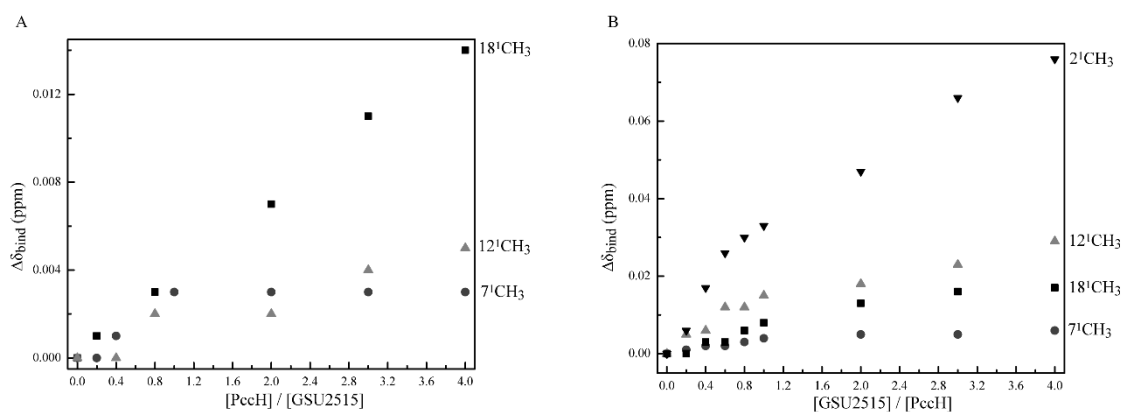 A
0.012
0.008
0.004
0.000
Δδbind (ppm)
18¹CH₃
12¹CH₃
7¹CH₃
0.0 0.4 0.8 1.2 1.6 2.0 2.4 2.8 3.2 3.6 4.0
[PccH] / [GSU2515]
B
0.08
0.06
0.04
0.02
0.00
Δδbind (ppm)
2¹CH₃
12¹CH₃
18¹CH₃
7¹CH₃
0.0 0.4 0.8 1.2 1.6 2.0 2.4 2.8 3.2 3.6 4.0
[GSU2515] / [PccH]